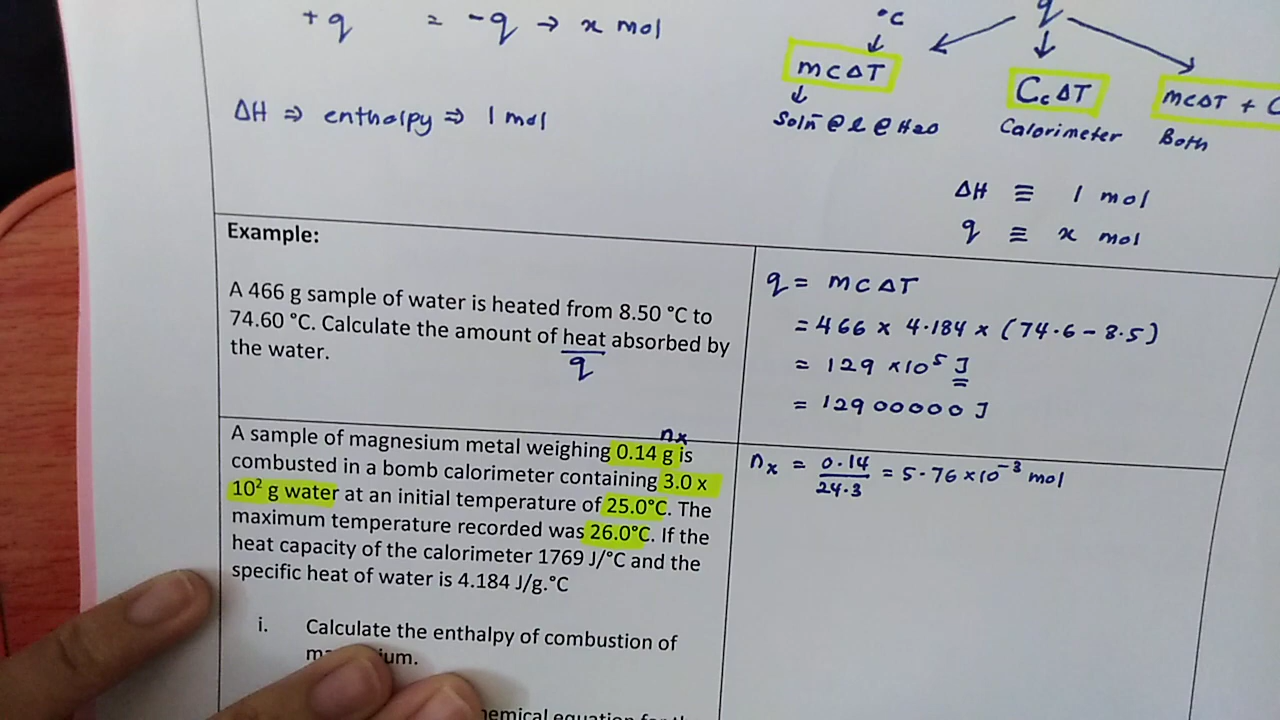 +q = -q → x mol
°C
q
mcΔT
CcΔT
mcΔT + C
↓
Solñ @ l @ H2O
Calorimeter
Both
ΔH ⇒ enthalpy ⇒ 1 mol
ΔH ≡ 1 mol
q ≡ x mol
Example:
A 466 g sample of water is heated from 8.50 °C to
74.60 °C. Calculate the amount of heat absorbed by
the water.
q
q = mcΔT
= 466 x 4.184 x (74.6 - 8.5)
= 129 x10⁵ J
= 12900000 J
nx
A sample of magnesium metal weighing 0.14 g is
combusted in a bomb calorimeter containing 3.0 x
10² g water at an initial temperature of 25.0°C. The
maximum temperature recorded was 26.0°C. If the
heat capacity of the calorimeter 1769 J/°C and the
specific heat of water is 4.184 J/g.°C
i. Calculate the enthalpy of combustion of
nx = 0.14/24.3 = 5.76 x10⁻³ mol